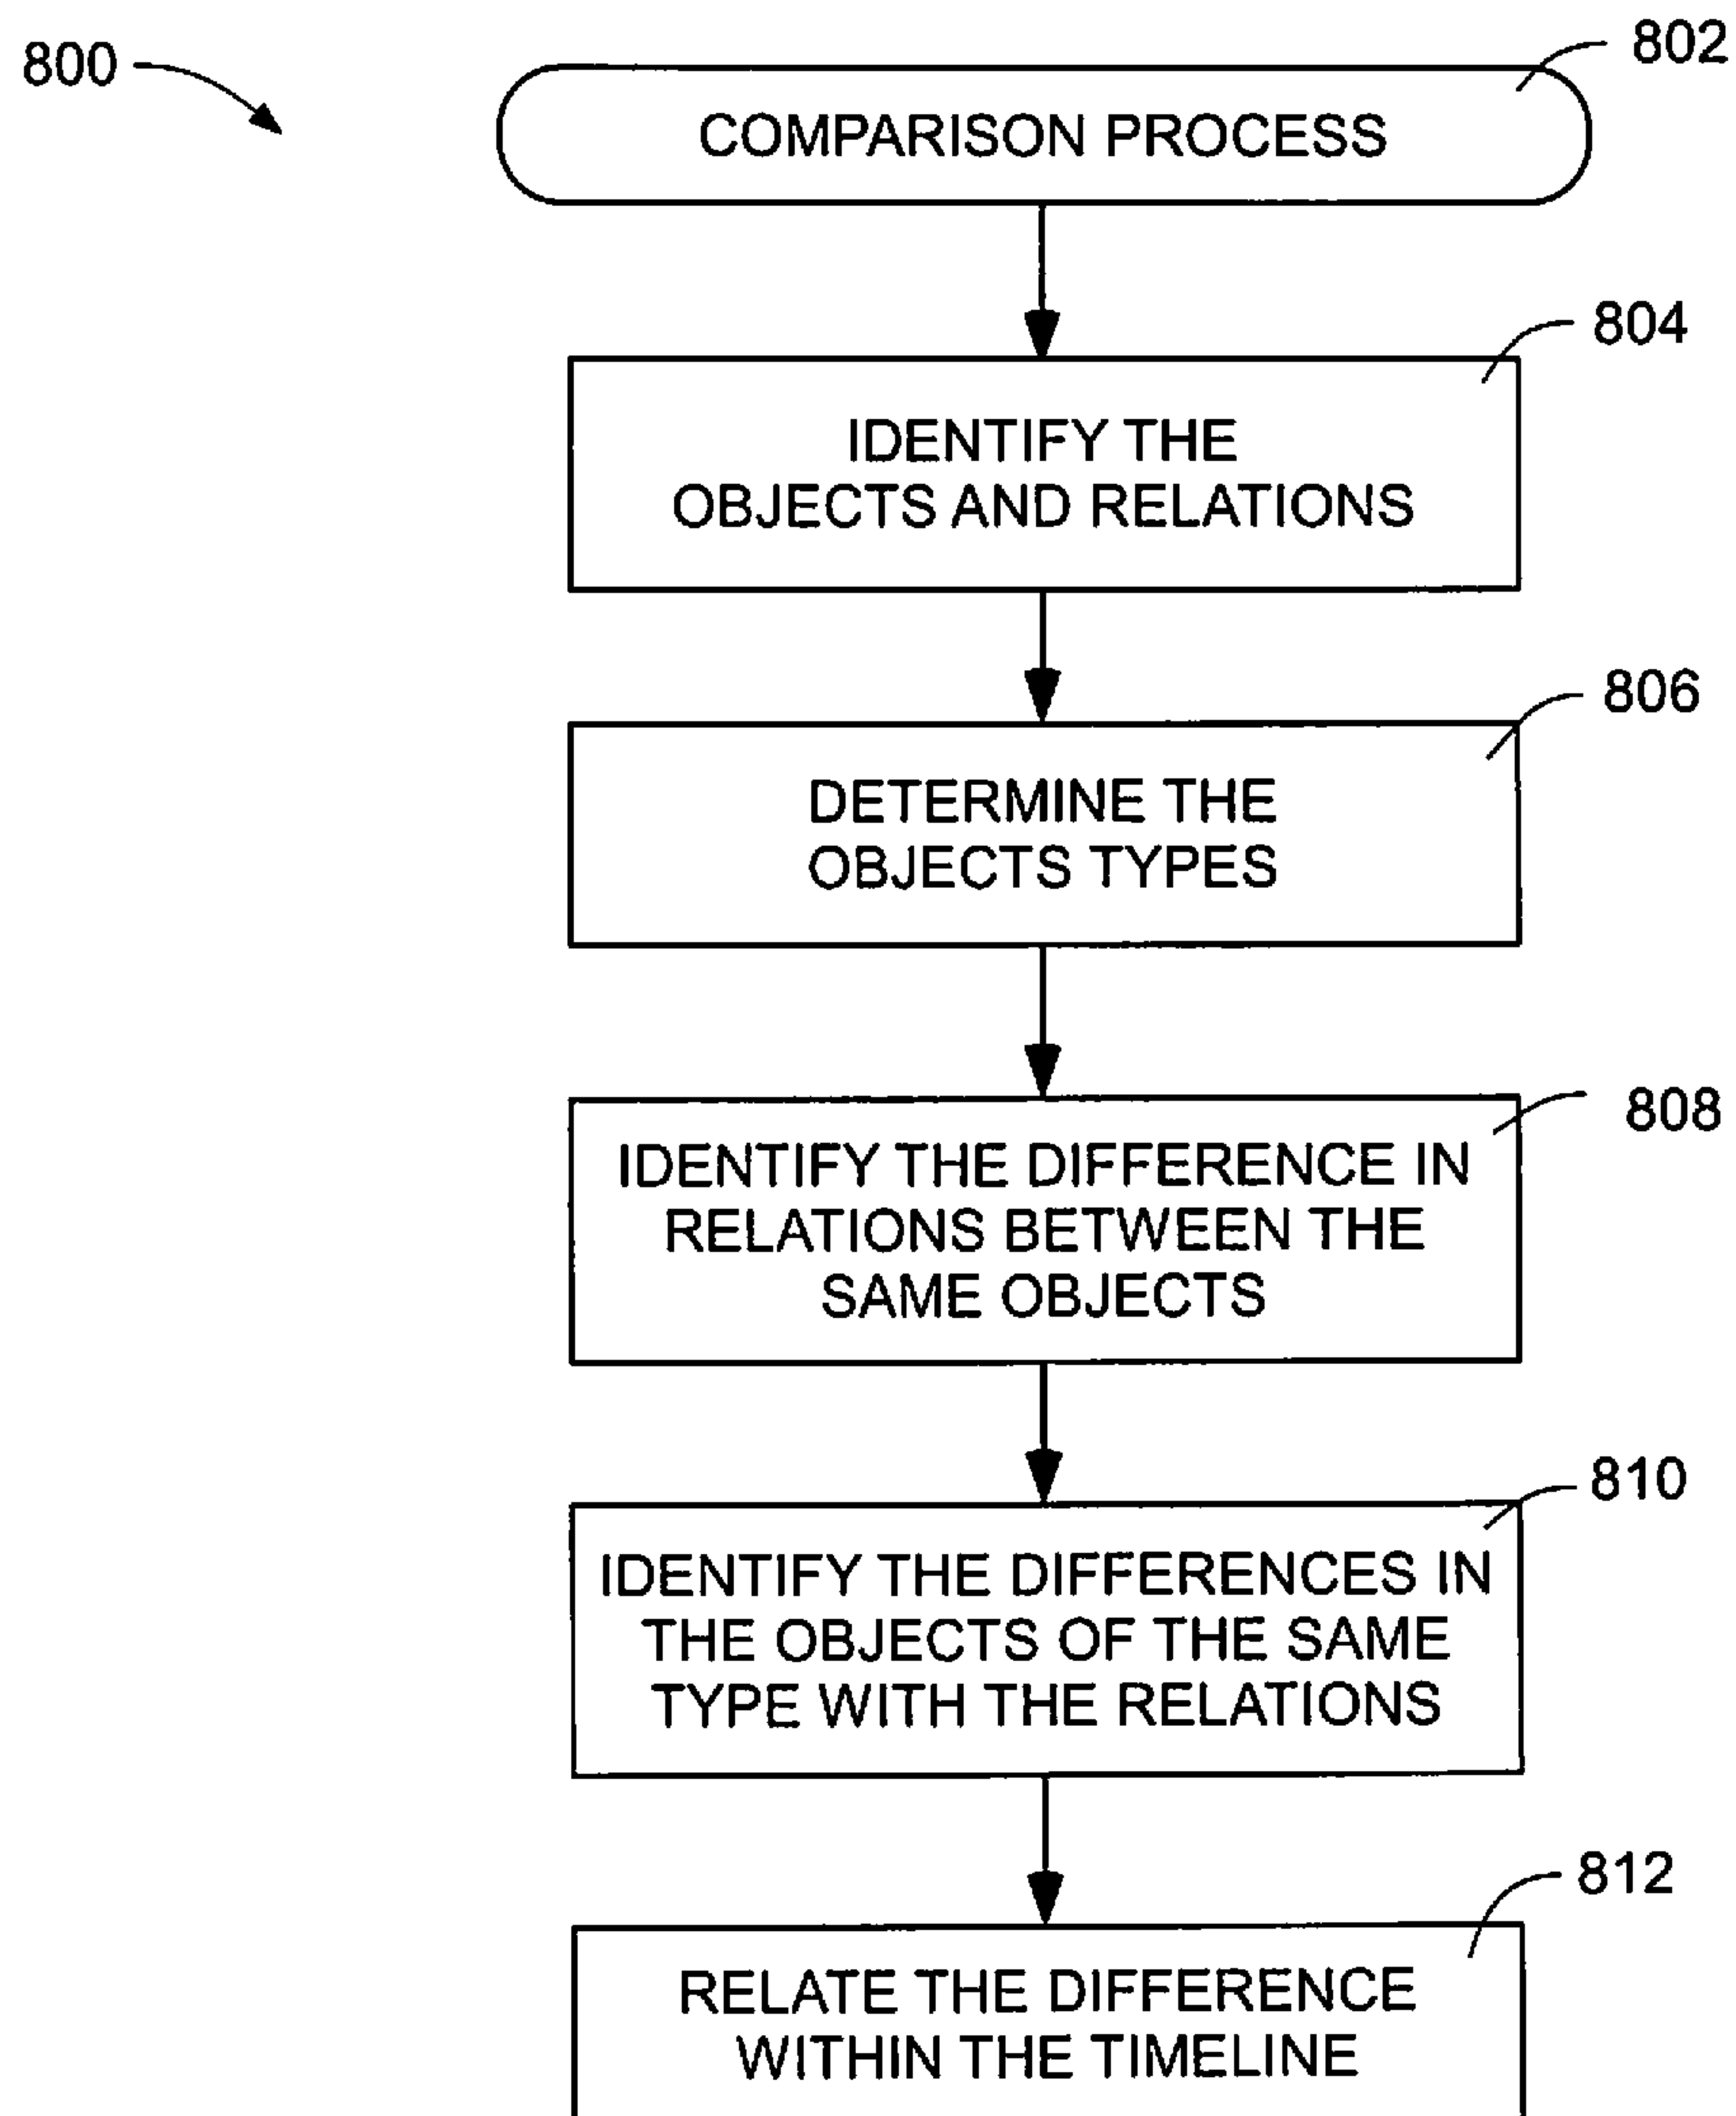 800
802
COMPARISON PROCESS
804
IDENTIFY THE
OBJECTS AND RELATIONS
806
DETERMINE THE
OBJECTS TYPES
808
IDENTIFY THE DIFFERENCE IN
RELATIONS BETWEEN THE
SAME OBJECTS
810
IDENTIFY THE DIFFERENCES IN
THE OBJECTS OF THE SAME
TYPE WITH THE RELATIONS
812
RELATE THE DIFFERENCE
WITHIN THE TIMELINE